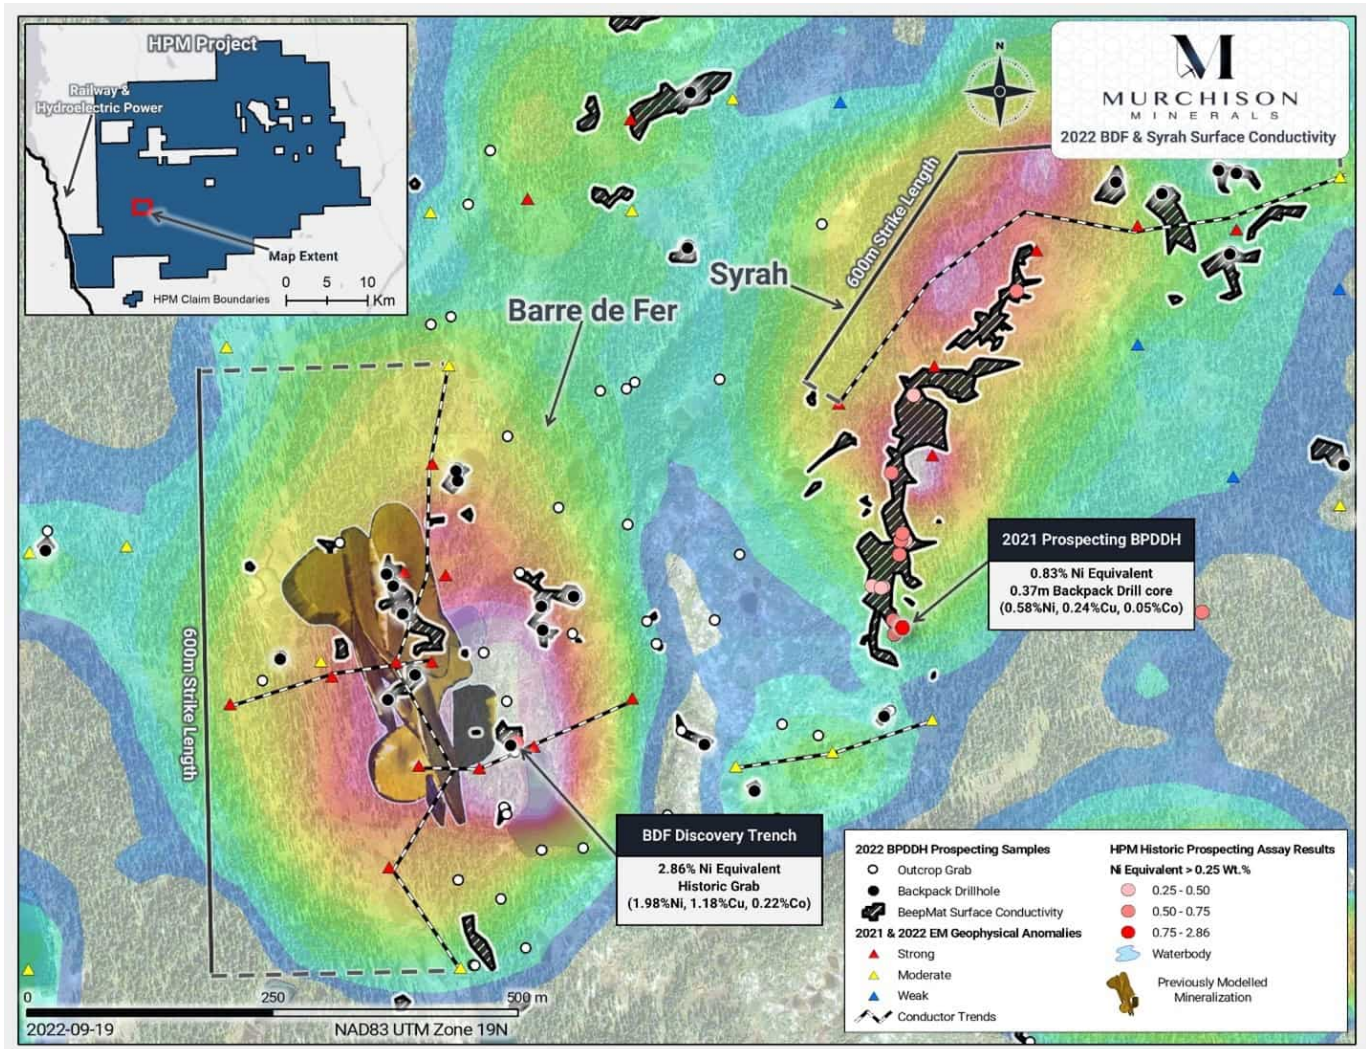 HPM Project
Railway &
Hydroelectric Power
Map Extent
0 5 10
Km
HPM Claim Boundaries
N
M
MURCHISON
MINERALS
2022 BDF & Syrah Surface Conductivity
600m Strike Length
Syrah
Barre de Fer
600m Strike Length
2021 Prospecting BPDDH
0.83% Ni Equivalent
0.37m Backpack Drill core
(0.58%Ni, 0.24%Cu, 0.05%Co)
BDF Discovery Trench
2.86% Ni Equivalent
Historic Grab
(1.98%Ni, 1.18%Cu, 0.22%Co)
2022 BPDDH Prospecting Samples
Outcrop Grab
Backpack Drillhole
BeepMat Surface Conductivity
2021 & 2022 EM Geophysical Anomalies
Strong
Moderate
Weak
Conductor Trends
HPM Historic Prospecting Assay Results
Ni Equivalent > 0.25 Wt.%
0.25 - 0.50
0.50 - 0.75
0.75 - 2.86
Waterbody
Previously Modelled
Mineralization
0 250 500 m
2022-09-19 NAD83 UTM Zone 19N